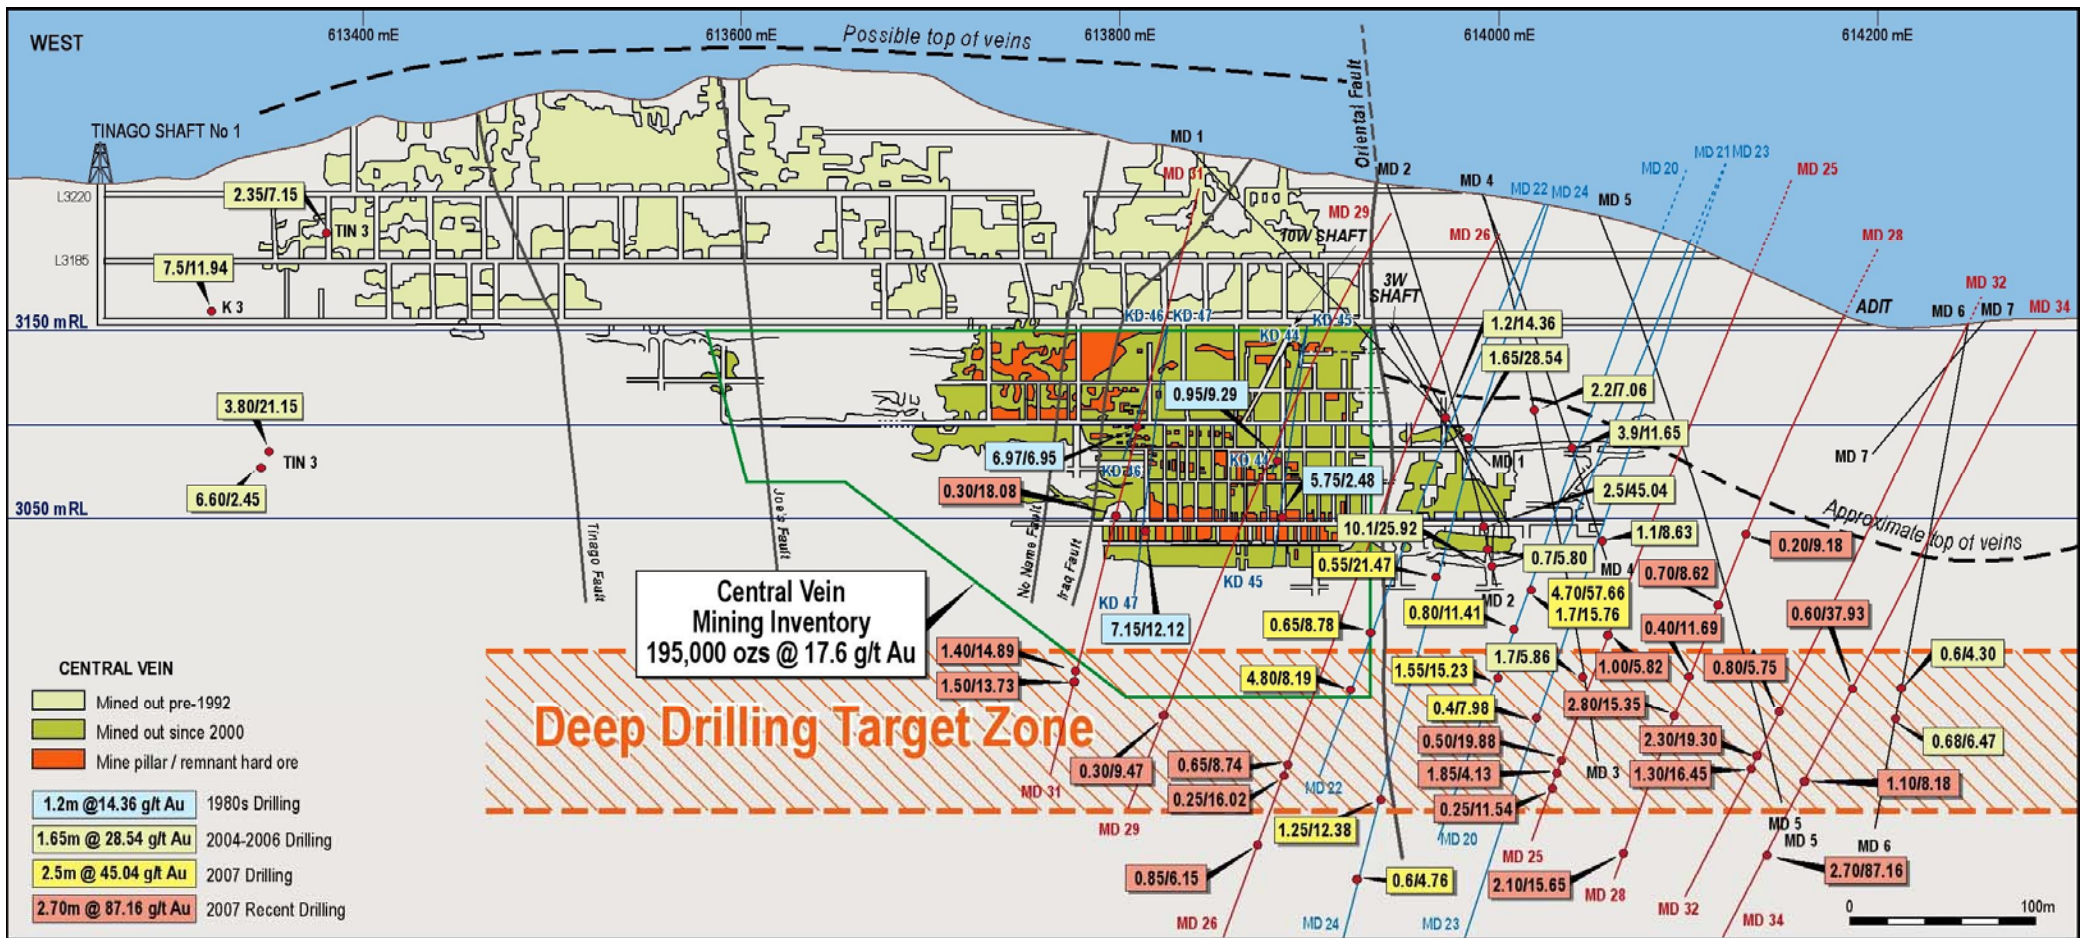 WEST
613400 mE
613600 mE
613800 mE
614000 mE
614200 mE
Possible top of veins
Oriental Fault
TINAGO SHAFT No 1
MD 1
MD 31
MD 2
MD 4
MD 22
MD 24
MD 5
MD 20
MD 21
MD 23
MD 25
L3220
2.35/7.15
TIN 3
MD 29
10W SHAFT
MD 26
MD 28
L3185
7.5/11.94
K 3
3W
SHAFT
MD 32
ADIT
MD 6
MD 7
MD 34
3150 mRL
KD 46
KD 47
KD 44
KD 45
1.2/14.36
1.65/28.54
2.2/7.06
0.95/9.29
3.80/21.15
TIN 3
6.60/2.45
3.9/11.65
6.97/6.95
KD 46
KD 44
MD 1
MD 7
5.75/2.48
0.30/18.08
2.5/45.04
3050 mRL
Approximate top of veins
10.1/25.92
1.1/8.63
0.20/9.18
Tinago Fault
Joe's Fault
No Name Fault
Iraq Fault
0.7/5.80
0.55/21.47
MD 4
0.70/8.62
KD 45
4.70/57.66
1.7/15.76
MD 2
KD 47
0.80/11.41
0.60/37.93
Central Vein
Mining Inventory
195,000 ozs @ 17.6 g/t Au
7.15/12.12
0.65/8.78
0.40/11.69
1.40/14.89
1.50/13.73
4.80/8.19
1.55/15.23
1.7/5.86
1.00/5.82
0.80/5.75
0.6/4.30
Deep Drilling Target Zone
0.4/7.98
2.80/15.35
0.50/19.88
2.30/19.30
0.68/6.47
0.30/9.47
0.65/8.74
0.25/16.02
1.85/4.13
MD 3
1.30/16.45
1.10/8.18
MD 31
MD 22
0.25/11.54
MD 29
1.25/12.38
MD 20
MD 5
MD 5
MD 6
MD 25
0.85/6.15
0.6/4.76
2.10/15.65
MD 28
2.70/87.16
MD 26
MD 24
MD 23
MD 32
MD 34
CENTRAL VEIN
Mined out pre-1992
Mined out since 2000
Mine pillar / remnant hard ore
1.2m @14.36 g/t Au 1980s Drilling
1.65m @ 28.54 g/t Au 2004-2006 Drilling
2.5m @ 45.04 g/t Au 2007 Drilling
2.70m @ 87.16 g/t Au 2007 Recent Drilling
0 100m